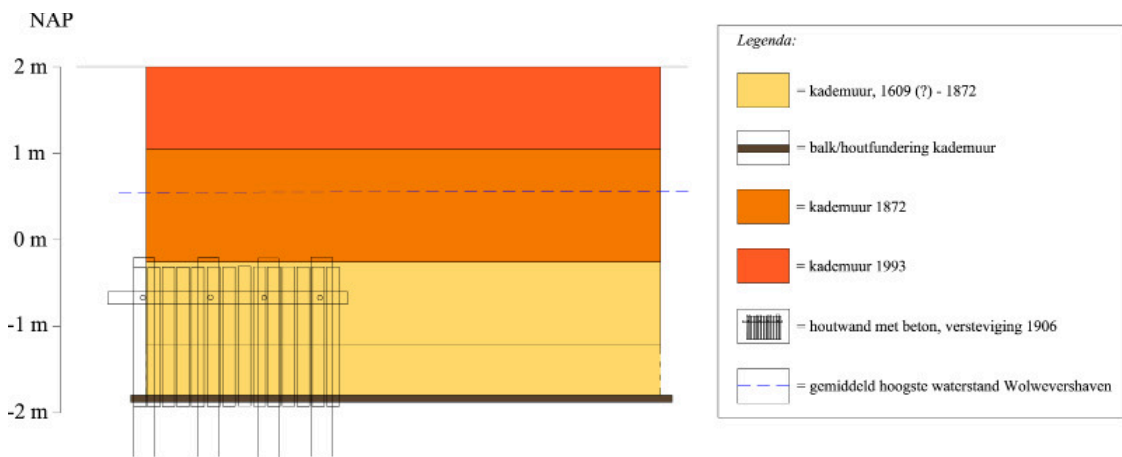 NAP
2 m
1 m
0 m
-1 m
-2 m
Legenda:
= kademuur, 1609 (?) - 1872
= balk/houtfundering kademuur
= kademuur 1872
= kademuur 1993
= houtwand met beton, versteviging 1906
= gemiddeld hoogste waterstand Wolwevershaven